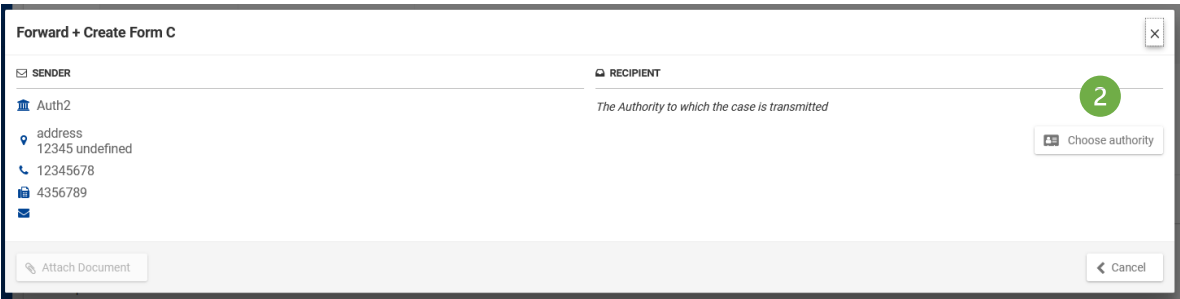 Forward + Create Form C
×
SENDER
Auth2
address
12345 undefined
12345678
4356789
RECIPIENT
The Authority to which the case is transmitted
2
Choose authority
Attach Document
Cancel